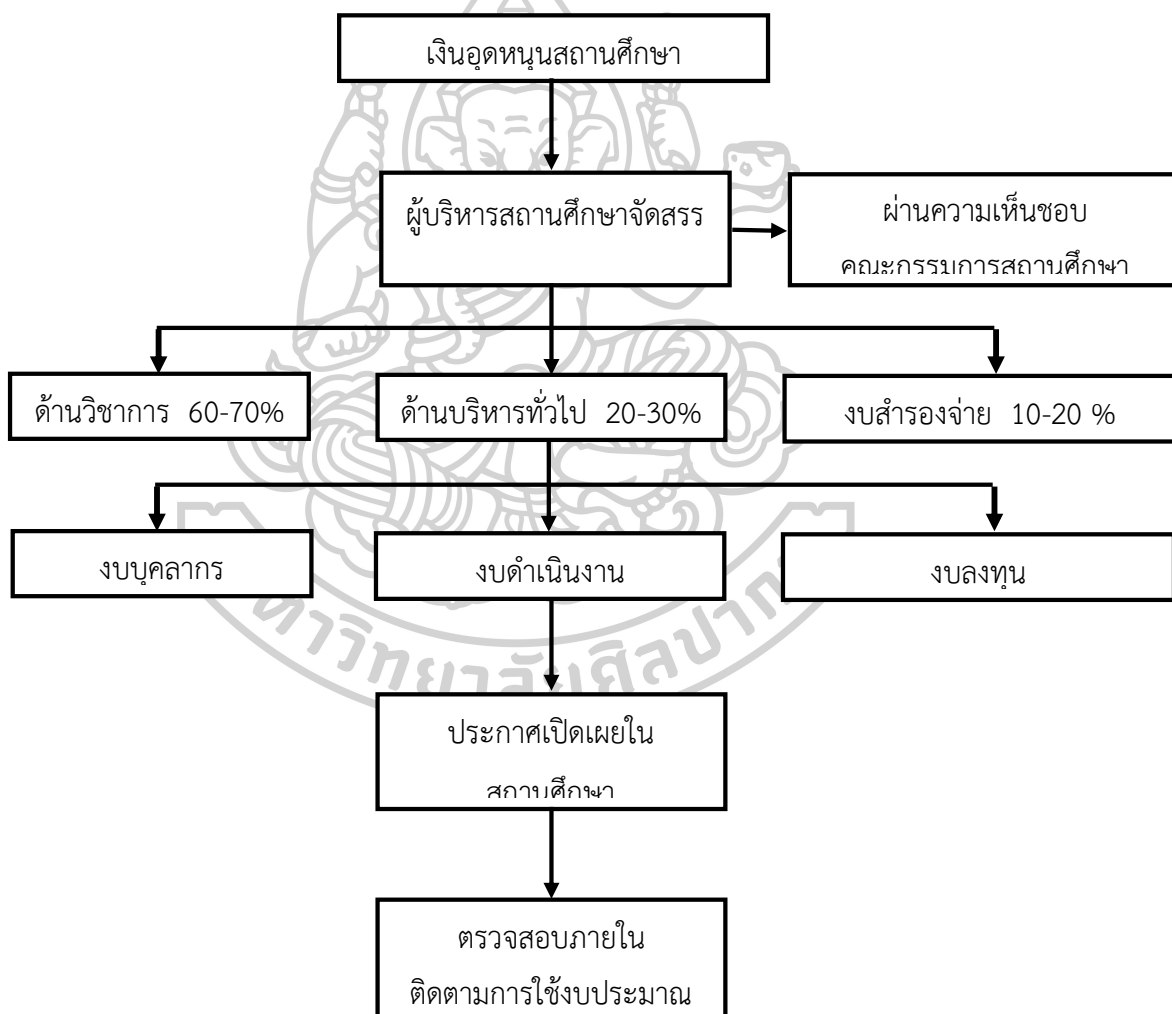 เงินอุดหนุนสถานศึกษา
ผู้บริหารสถานศึกษาจัดสรร
ผ่านความเห็นชอบ
คณะกรรมการสถานศึกษา
ด้านวิชาการ 60-70%
ด้านบริหารทั่วไป 20-30%
งบสำรองจ่าย 10-20 %
งบบุคลากร
งบดำเนินงาน
งบลงทุน
ประกาศเปิดเผยใน
สถานศึกษา
ตรวจสอบภายใน
ติดตามการใช้งบประมาณ